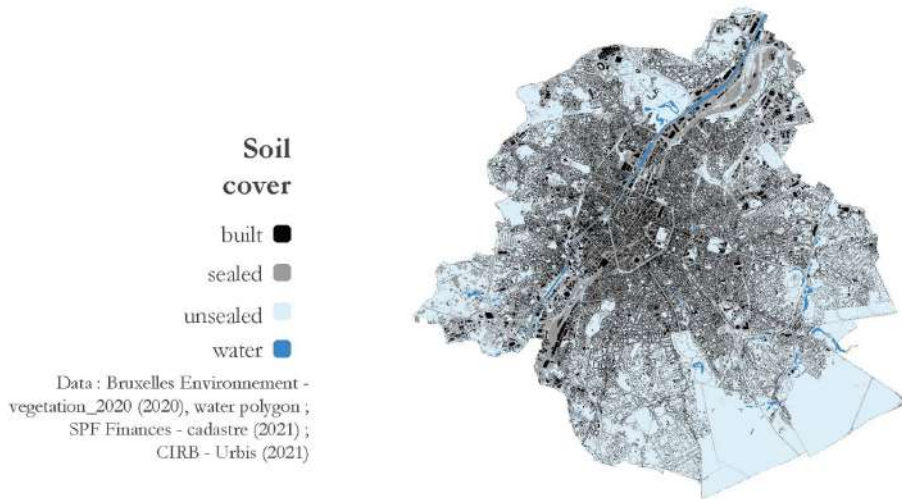 Soil
cover
built
sealed
unsealed
water
Data : Bruxelles Environnement -
vegetation_2020 (2020), water polygon ;
SPF Finances - cadastre (2021) ;
CIRB - Urbis (2021)